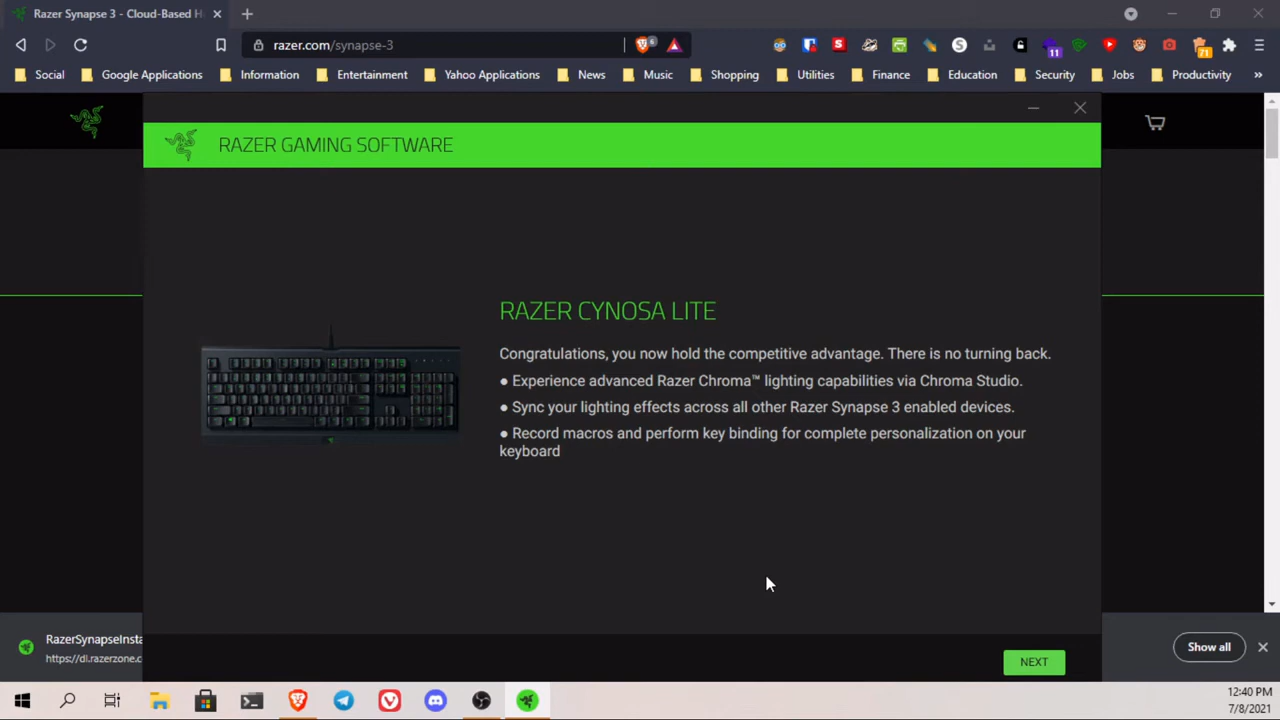 Razer Synapse 3 - Cloud-Based H
razer.com/synapse-3
6
11
71
Social
Google Applications
Information
Entertainment
Yahoo Applications
News
Music
Shopping
Utilities
Finance
Education
Security
Jobs
Productivity
»
RAZER GAMING SOFTWARE
RAZER CYNOSA LITE
Congratulations, you now hold the competitive advantage. There is no turning back.
● Experience advanced Razer Chroma™ lighting capabilities via Chroma Studio.
● Sync your lighting effects across all other Razer Synapse 3 enabled devices.
● Record macros and perform key binding for complete personalization on your
keyboard
RazerSynapseInsta
https://dl.razerzone.c
NEXT
Show all
12:40 PM
7/8/2021